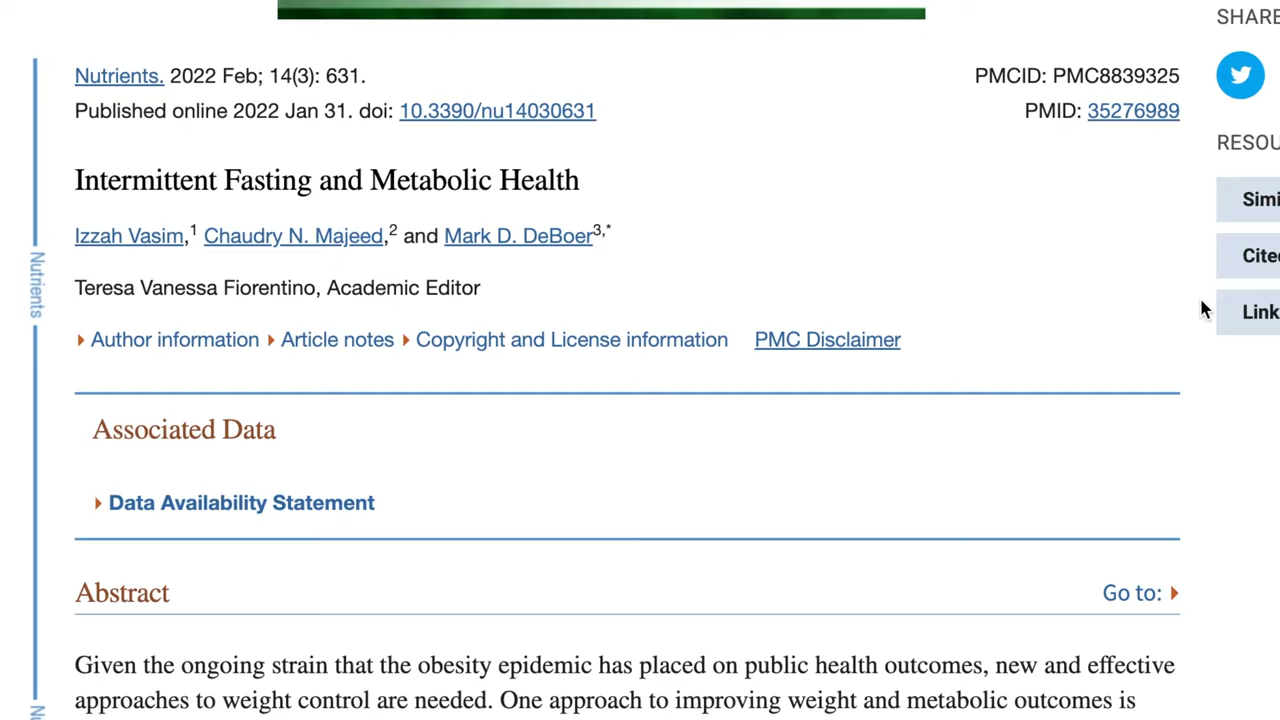 SHARE
Nutrients. 2022 Feb; 14(3): 631.
PMCID: PMC8839325
Published online 2022 Jan 31. doi: 10.3390/nu14030631
PMID: 35276989
RESOU
Intermittent Fasting and Metabolic Health
Simi
Izzah Vasim,1 Chaudry N. Majeed,2 and Mark D. DeBoer3,*
Cite
Teresa Vanessa Fiorentino, Academic Editor
Nutrients
Link
Author information Article notes Copyright and License information PMC Disclaimer
Associated Data
Data Availability Statement
Abstract
Go to:
Given the ongoing strain that the obesity epidemic has placed on public health outcomes, new and effective
approaches to weight control are needed. One approach to improving weight and metabolic outcomes is
Nu